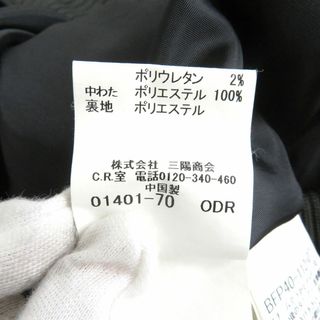 ポリウレタン 2%
中わた ポリエステル 100%
裏地 ポリエステル
株式会社 三陽商会
C.R.室 電話0120-340-460
中国製
01401-70 ODR